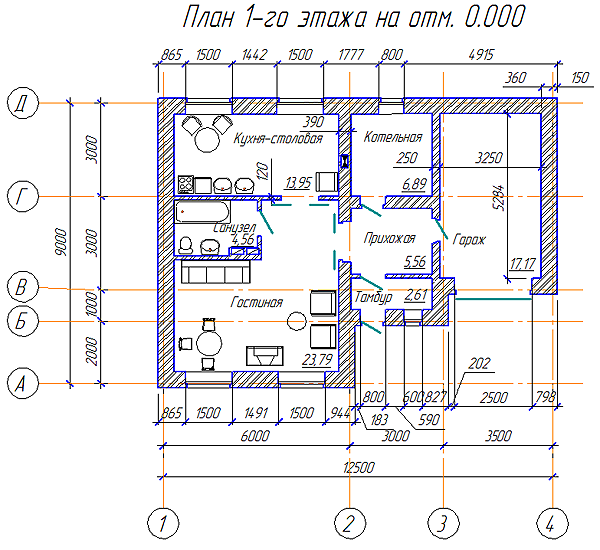 План 1-го этажа на отм. 0.000
865 1500 1442 1500 1777 800 4915
360 150
Д
390
Кухня-столовая
Котельная
3000
120
13,95
250
3250
6,89
5284
Г
9000
3000
Санузел
4,56
Прихожая
5,56
Гараж
17,17
В
1000
Гостиная
Тамбур
2,61
Б
2000
23,79
202
А
865 1500 1491 1500 944 800 600 827 2500 798
183 590
6000 3000 3500
12500
1 2 3 4